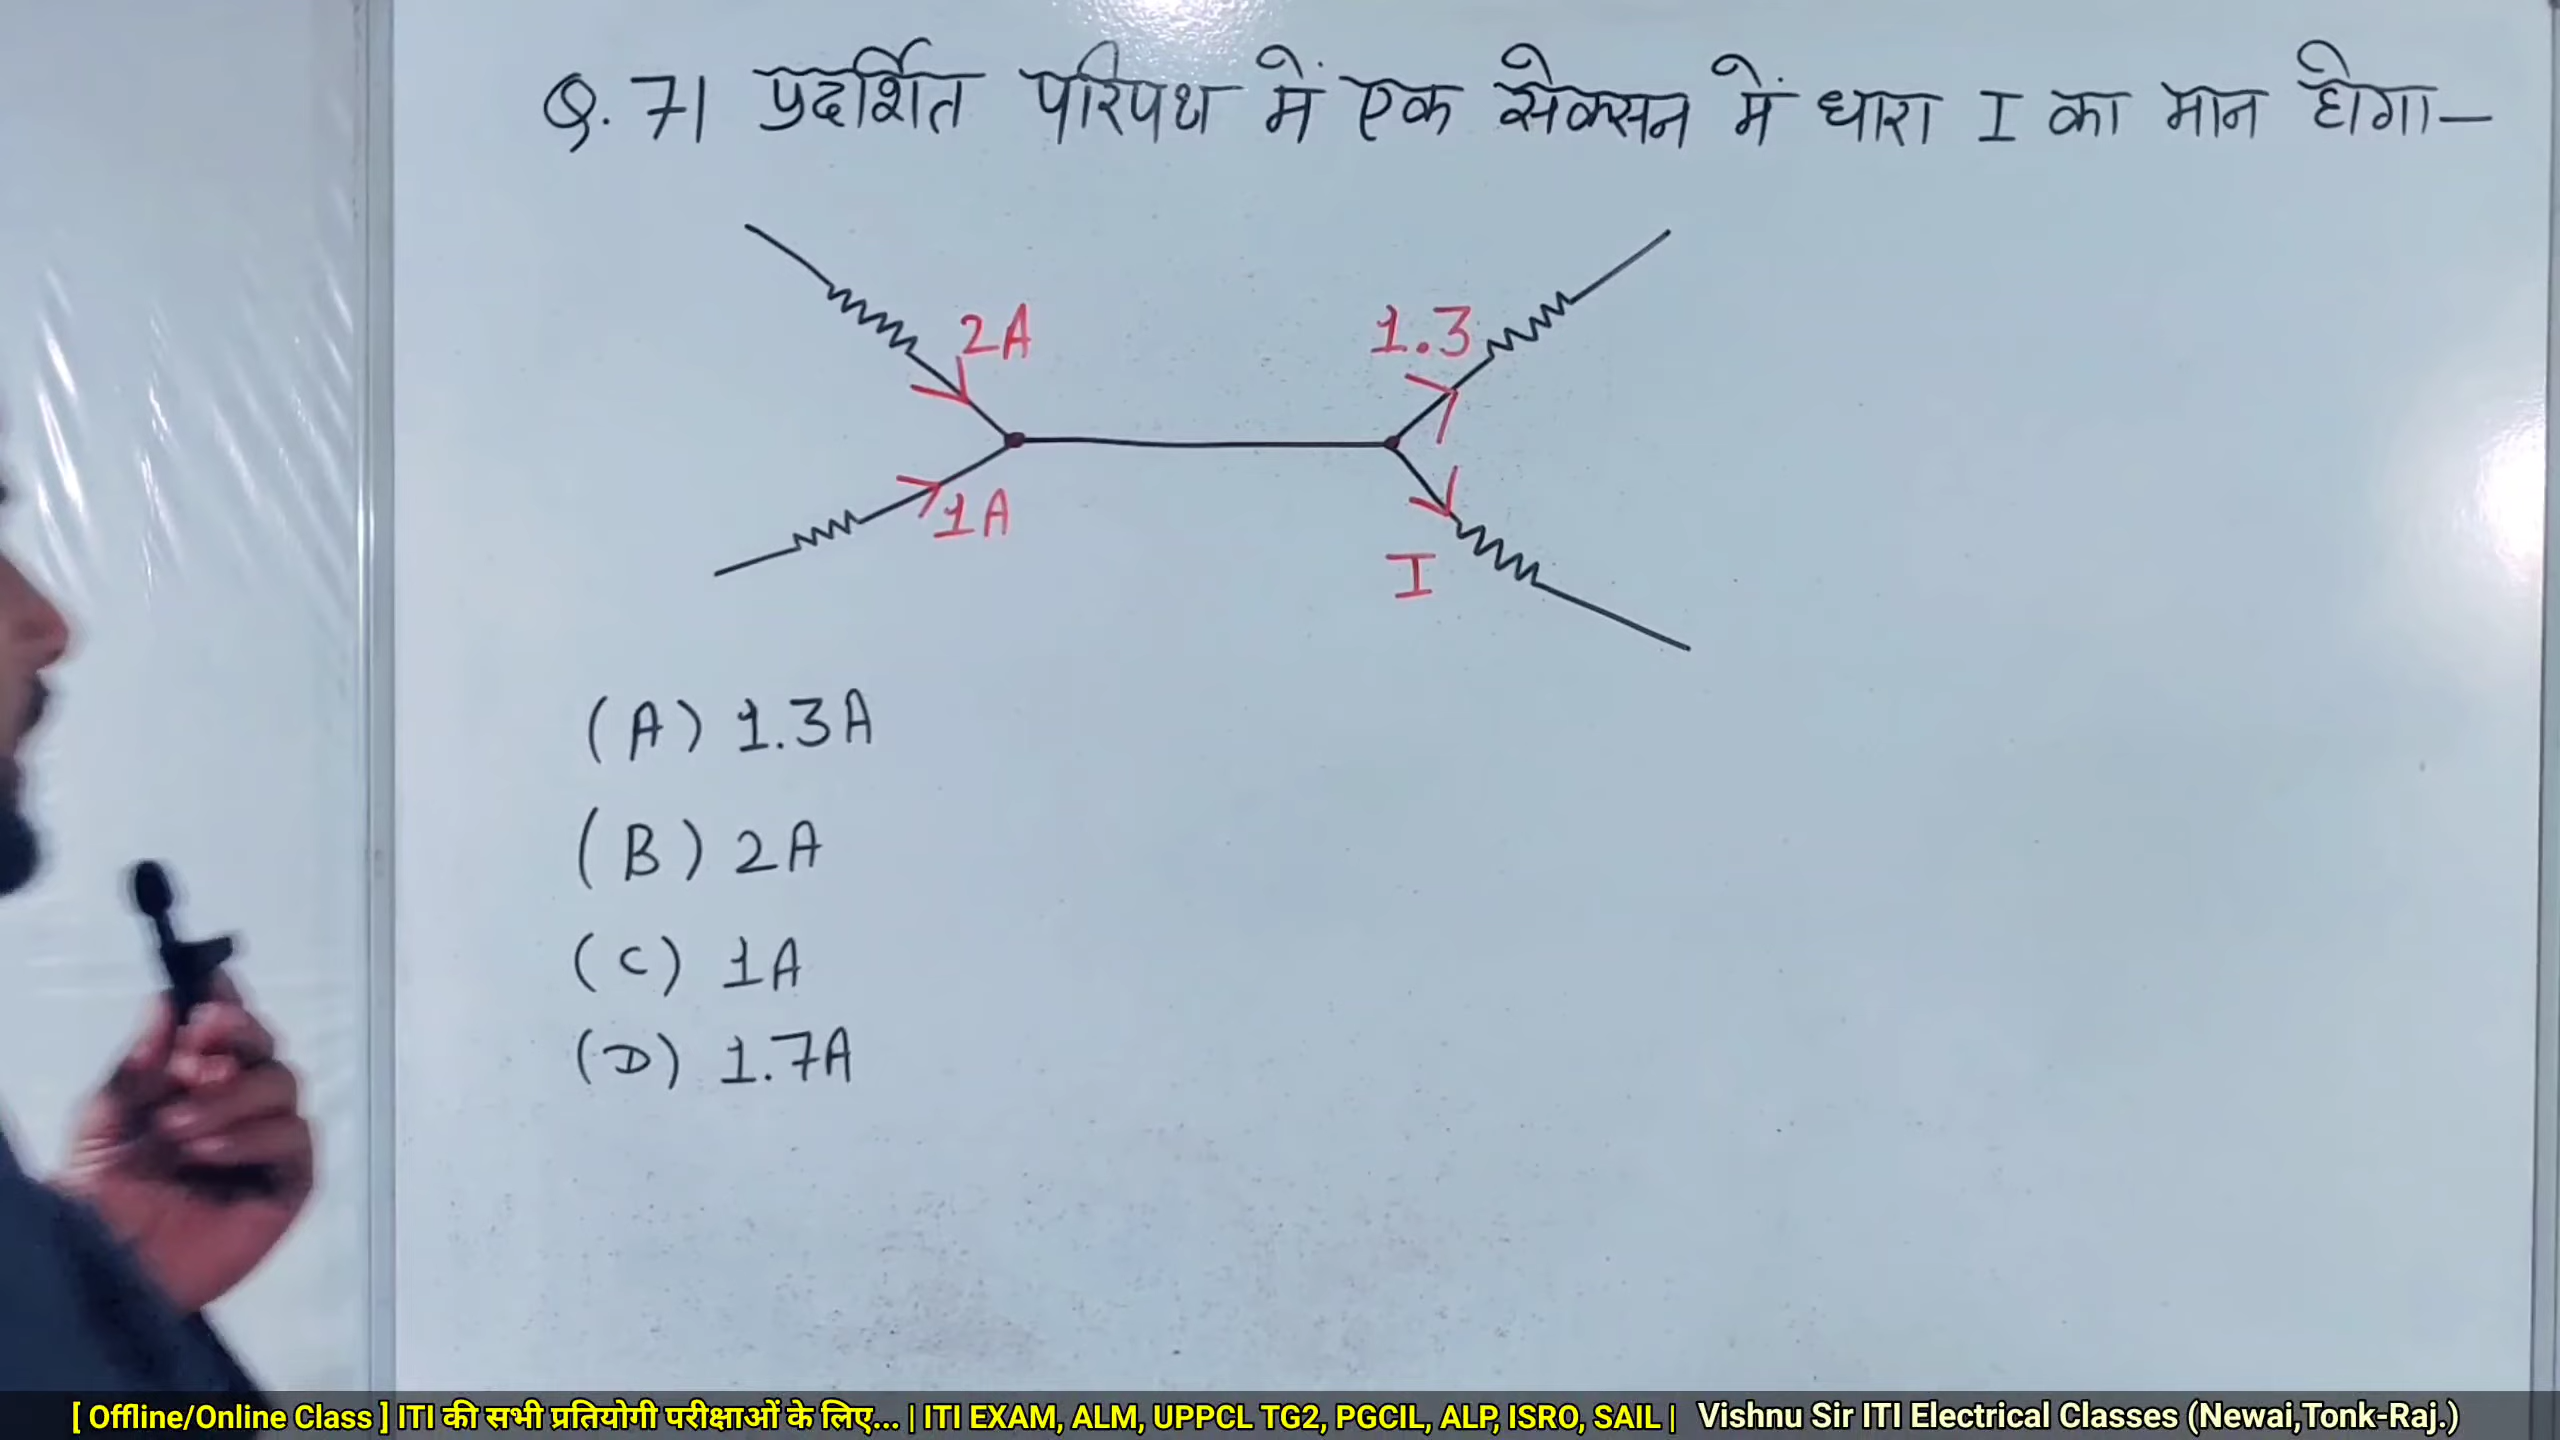 Q. 71 प्रदर्शित परिपथ में एक सेक्सन में धारा I का मान होगा-
2A
1.3
1A
I
(A) 1.3A
(B) 2A
(C) 1A
(D) 1.7A
[ Offline/Online Class ] ITI की सभी प्रतियोगी परीक्षाओं के लिए... | ITI EXAM, ALM, UPPCL TG2, PGCIL, ALP, ISRO, SAIL | Vishnu Sir ITI Electrical Classes (Newai,Tonk-Raj.)